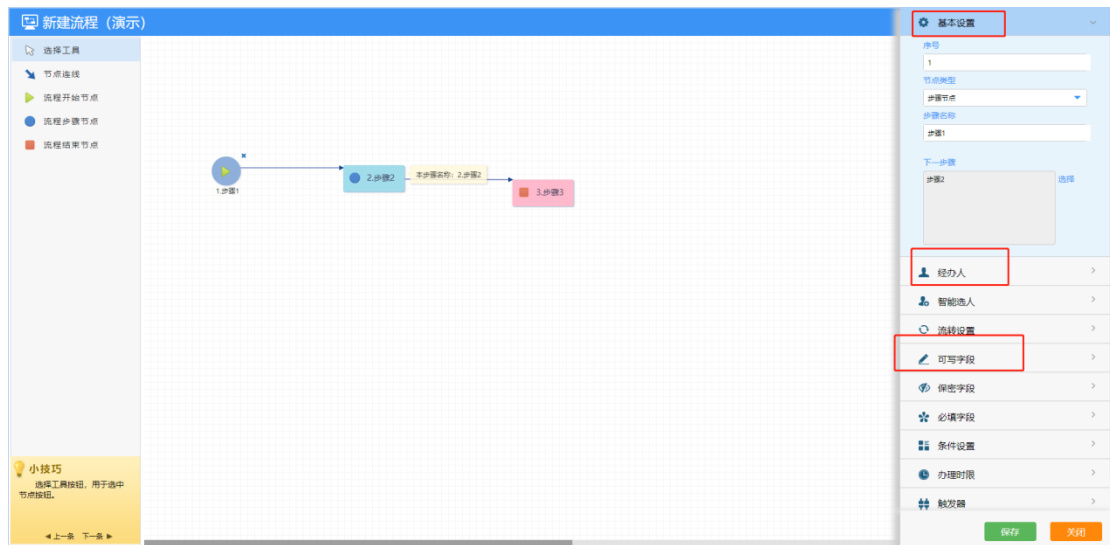 新建流程（演示）
选择工具
节点连线
流程开始节点
流程步骤节点
流程结束节点
1.步骤1
2.步骤2
本步骤名称：2.步骤2
3.步骤3
小技巧
选择工具按钮，用于选中
节点按钮。
◀上一条 下一条▶
基本设置
序号
1
节点类型
步骤节点
步骤名称
步骤1
下一步骤
步骤2
选择
经办人
智能选人
流转设置
可写字段
保密字段
必填字段
条件设置
办理时限
触发器
保存 关闭